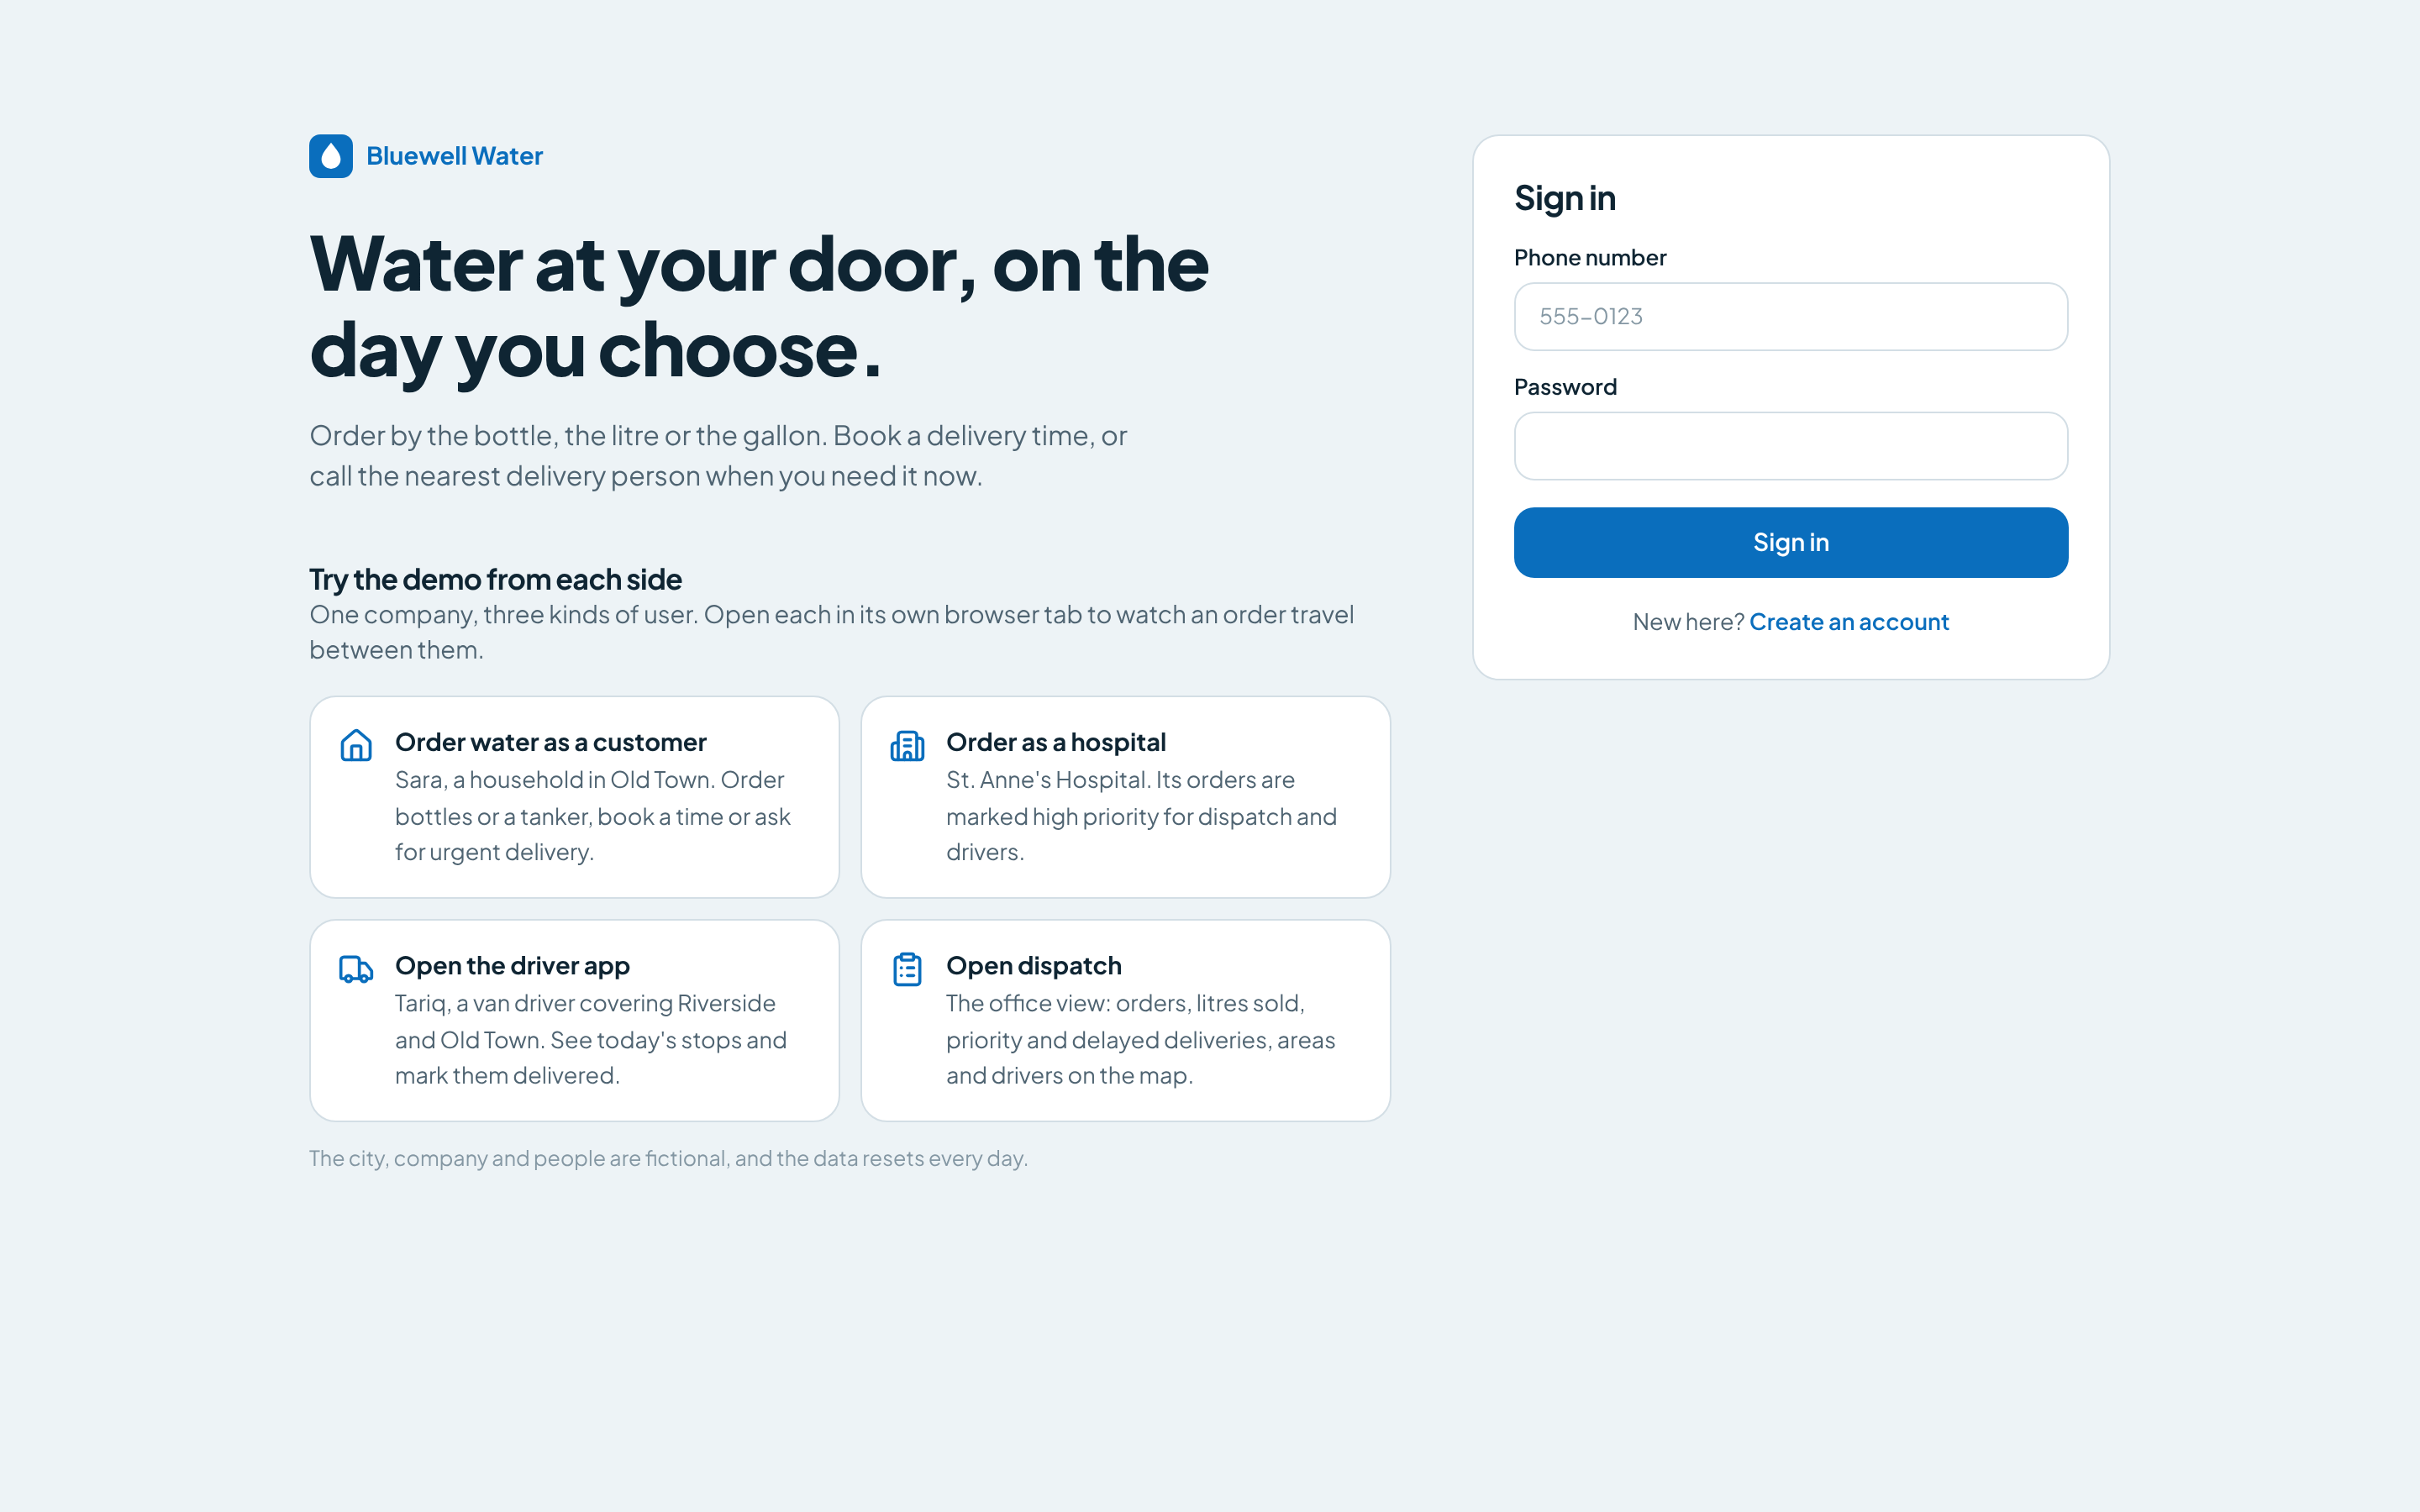 Bluewell Water
Water at your door, on the
day you choose.
Order by the bottle, the litre or the gallon. Book a delivery time, or
call the nearest delivery person when you need it now.
Try the demo from each side
One company, three kinds of user. Open each in its own browser tab to watch an order travel
between them.
Order water as a customer
Sara, a household in Old Town. Order
bottles or a tanker, book a time or ask
for urgent delivery.
Order as a hospital
St. Anne's Hospital. Its orders are
marked high priority for dispatch and
drivers.
Open the driver app
Tariq, a van driver covering Riverside
and Old Town. See today's stops and
mark them delivered.
Open dispatch
The office view: orders, litres sold,
priority and delayed deliveries, areas
and drivers on the map.
The city, company and people are fictional, and the data resets every day.
Sign in
Phone number
555-0123
Password
Sign in
New here? Create an account